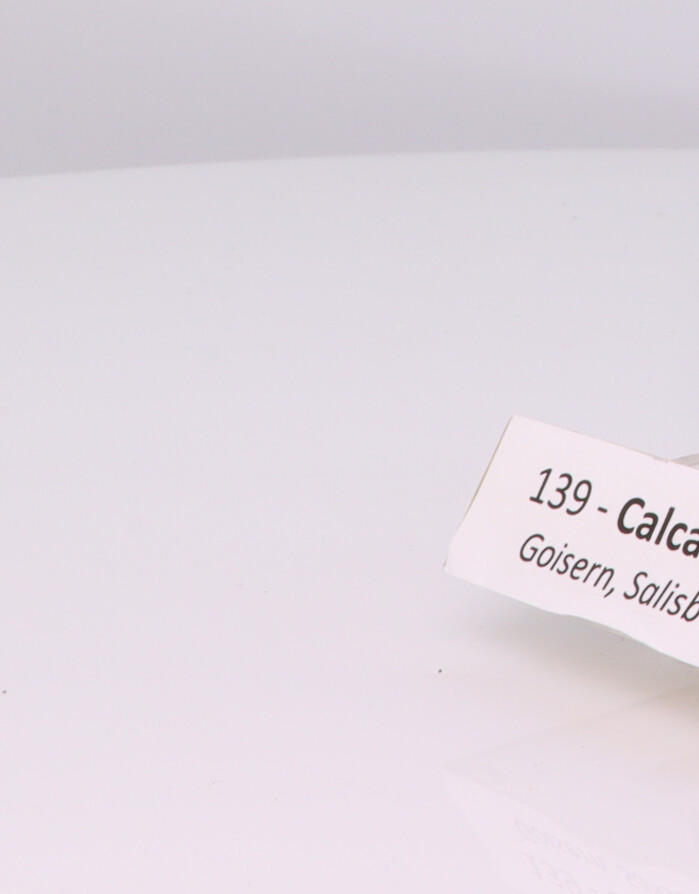 139 - Calca
Goisern, Salisb